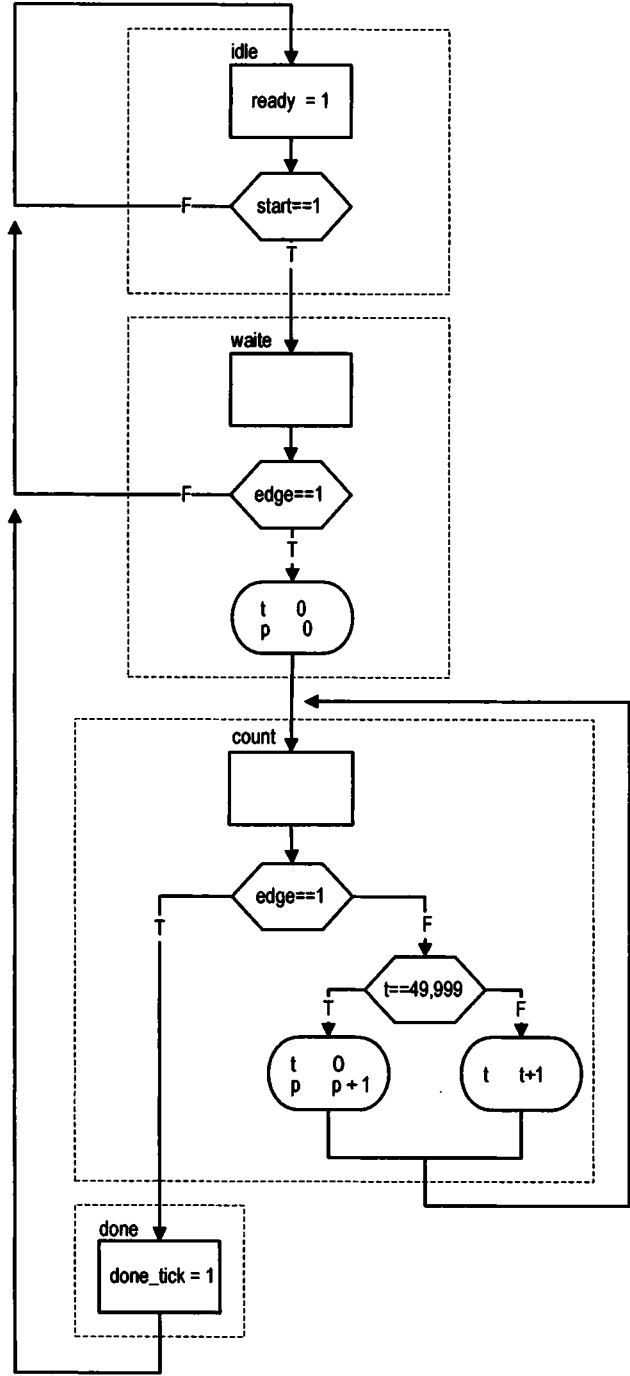 idle
ready = 1
start==1
F
T
waite
edge==1
F
T
t 0
p 0
count
edge==1
T
F
t==49,999
T
F
t 0
p p + 1
t t+1
done
done_tick = 1